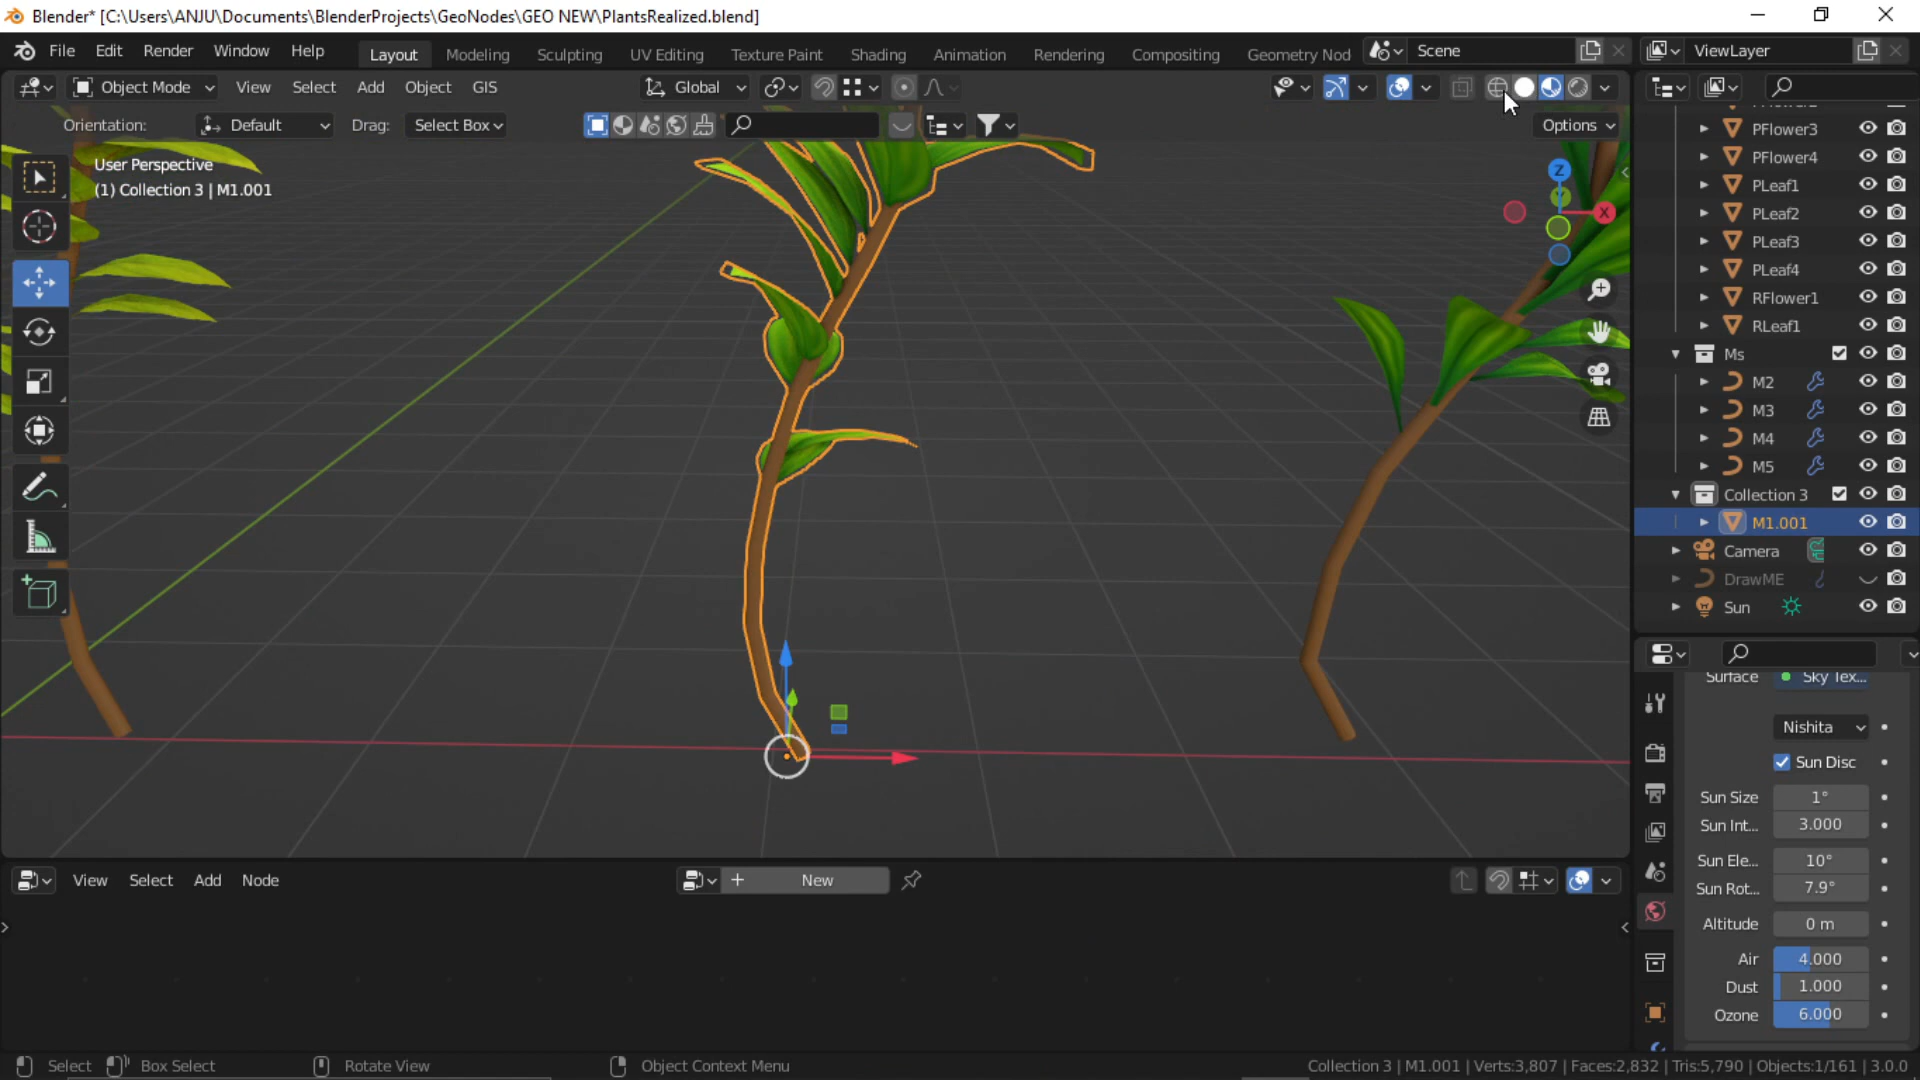 Blender* [C:\Users\ANJU\Documents\BlenderProjects\GeoNodes\GEO NEW\PlantsRealized.blend]
File Edit Render Window Help Layout Modeling Sculpting UV Editing Texture Paint Shading Animation Rendering Compositing Geometry Nod Scene ViewLayer
Object Mode View Select Add Object GIS Global
Orientation: Default Drag: Select Box Options
User Perspective
(1) Collection 3 | M1.001
Z
X
PFlower3
PFlower4
PLeaf1
PLeaf2
PLeaf3
PLeaf4
RFlower1
RLeaf1
Ms
M2
M3
M4
M5
Collection 3
M1.001
Camera
DrawME
Sun
Surface Sky Tex...
Nishita
Sun Disc
Sun Size 1°
Sun Int... 3.000
Sun Ele... 10°
Sun Rot... 7.9°
Altitude 0 m
Air 4.000
Dust 1.000
Ozone 6.000
View Select Add Node New
Select Box Select Rotate View Object Context Menu Collection 3 | M1.001 | Verts:3,807 | Faces:2,832 | Tris:5,790 | Objects:1/161 | 3.0.0